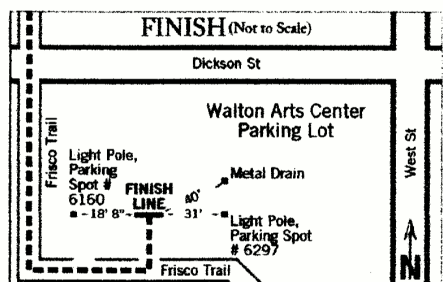 FINISH (Not to Scale)
Dickson St
Walton Arts Center
Parking Lot
Frisco Trail
West St
Light Pole,
Parking
Spot #
6160
FINISH
LINE
40'
Metal Drain
18' 8"
31'
Light Pole,
Parking Spot
# 6297
Frisco Trail
N